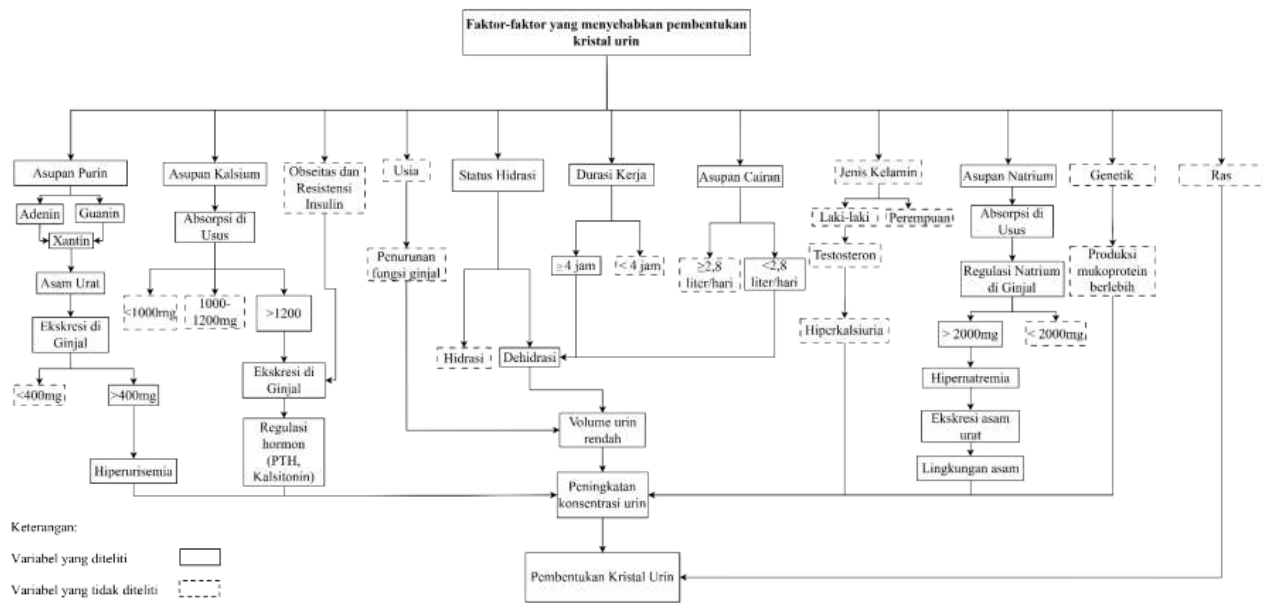 Faktor-faktor yang menyebabkan pembentukan
kristal urin
Asupan Purin
Adenin
Guanin
Xantin
Asam Urat
Ekskresi di
Ginjal
<400mg
>400mg
Hiperurisemia
Asupan Kalsium
Absorpsi di
Usus
<1000mg
1000-
1200mg
>1200
Ekskresi di
Ginjal
Regulasi
hormon
(PTH,
Kalsitonin)
Obseitas dan
Resistensi
Insulin
Usia
Penurunan
fungsi ginjal
Status Hidrasi
Hidrasi
Dehidrasi
Volume urin
rendah
Peningkatan
konsentrasi urin
Pembentukan Kristal Urin
Durasi Kerja
≥4 jam
< 4 jam
Asupan Cairan
≥2,8
liter/hari
<2,8
liter/hari
Jenis Kelamin
Laki-laki
Perempuan
Testosteron
Hiperkalsiuria
Asupan Natrium
Absorpsi di
Usus
Regulasi Natrium
di Ginjal
> 2000mg
< 2000mg
Hipernatremia
Ekskresi asam
urat
Lingkungan asam
Genetik
Produksi
mukoprotein
berlebih
Ras
Keterangan:
Variabel yang diteliti
Variabel yang tidak diteliti